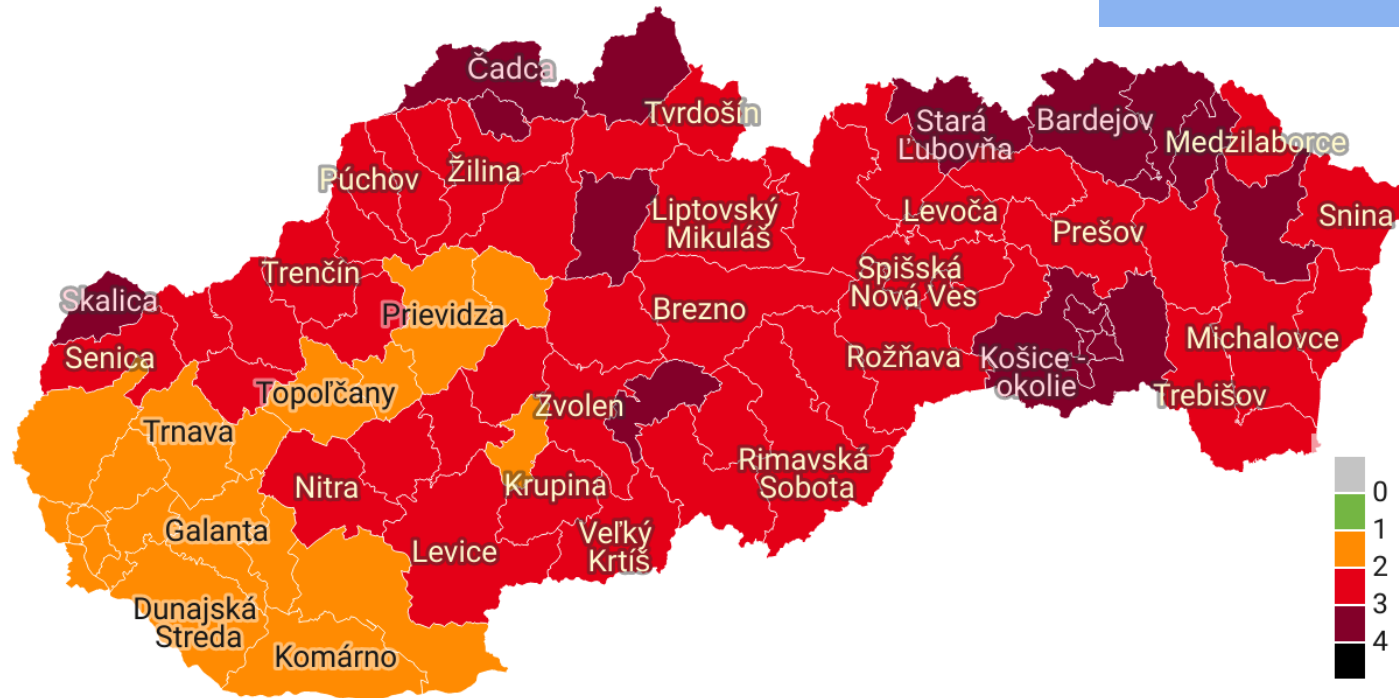 Čadca
Tvrdošín
Stará
Ľubovňa
Bardejov
Medzilaborce
Púchov
Žilina
Liptovský
Mikuláš
Levoča
Prešov
Snina
Trenčín
Skalica
Prievidza
Brezno
Spišská
Nová Ves
Senica
Topoľčany
Zvolen
Rožňava
Košice -
okolie
Michalovce
Trebišov
Trnava
Nitra
Krupina
Rimavská
Sobota
Galanta
Levice
Veľký
Krtíš
Dunajská
Streda
Komárno
0
1
2
3
4